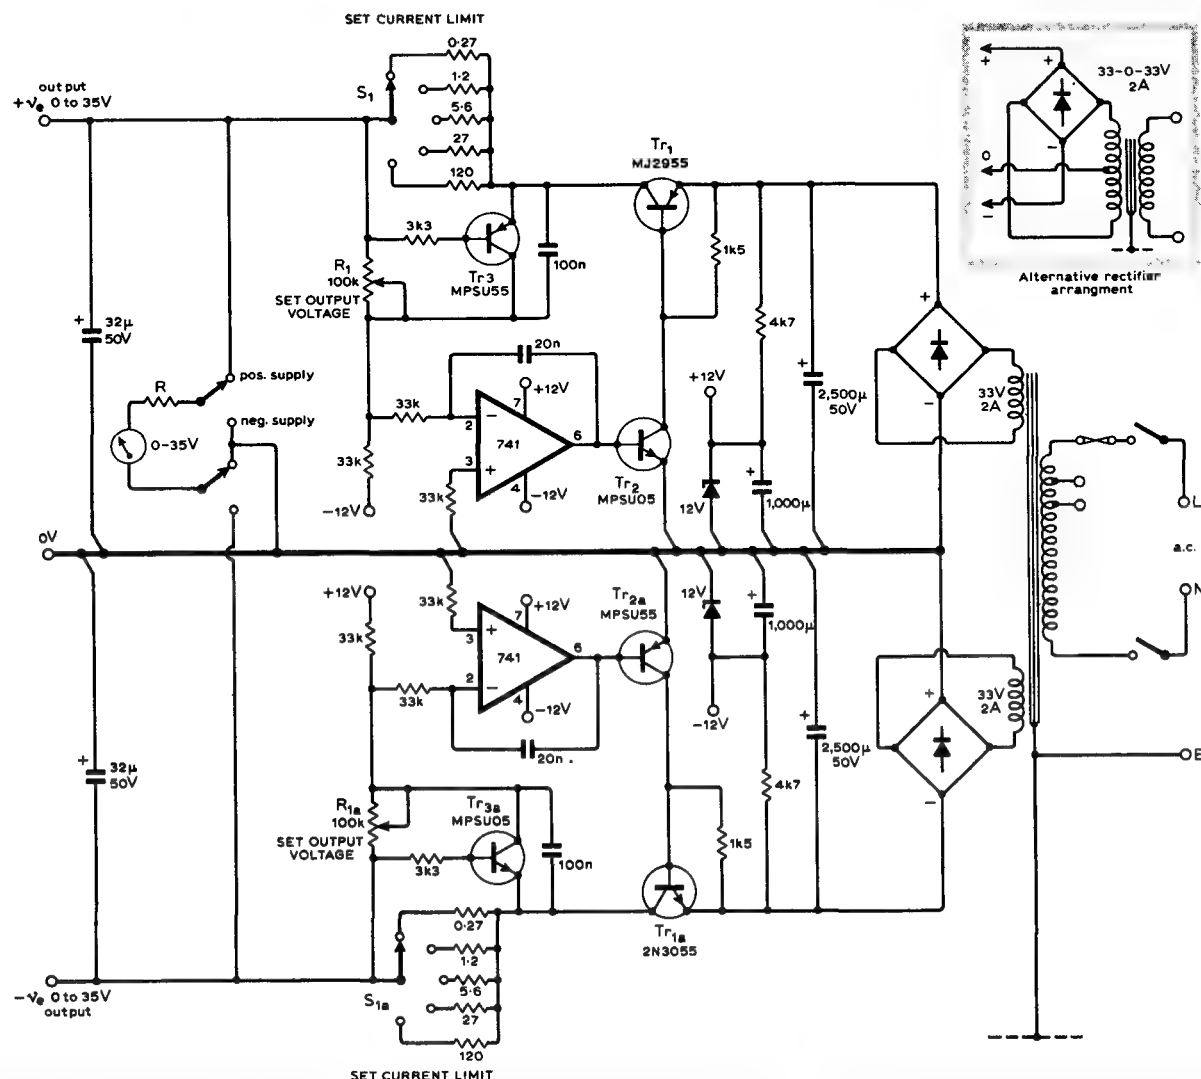 SET CURRENT LIMIT
0·27
1·2
5·6
27
120
S1
output
+ve 0 to 35V
Tr1
MJ2955
3k3
Tr3
MPSU55
100n
R1
100k
SET OUTPUT
VOLTAGE
1k5
4k7
32µ
50V
R
pos. supply
neg. supply
0-35V
20n
33k
33k
33k
-12V
+12V
7
2
741
6
3
4
-12V
Tr2
MPSU05
+12V
12V
1,000µ
2,500µ
50V
33V
2A
33-0-33V
2A
+
+
0
-
-
Alternative rectifier
arrangment
L
a.c.
N
E
0V
+12V
33k
33k
33k
+12V
7
3
741
6
2
4
-12V
20n
Tr2a
MPSU55
12V
-12V
1,000µ
2,500µ
50V
33V
2A
4k7
1k5
32µ
50V
R1a
100k
SET OUTPUT
VOLTAGE
Tr3a
MPSU05
3k3
100n
Tr1a
2N3055
0·27
1·2
5·6
27
120
S1a
-ve 0 to 35V
output
SET CURRENT LIMIT